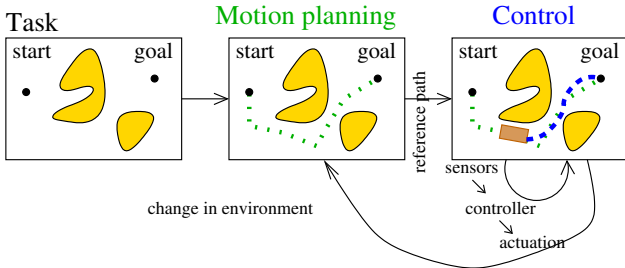 Task
Motion planning
Control
start
goal
start
goal
start
goal
reference path
sensors
controller
actuation
change in environment